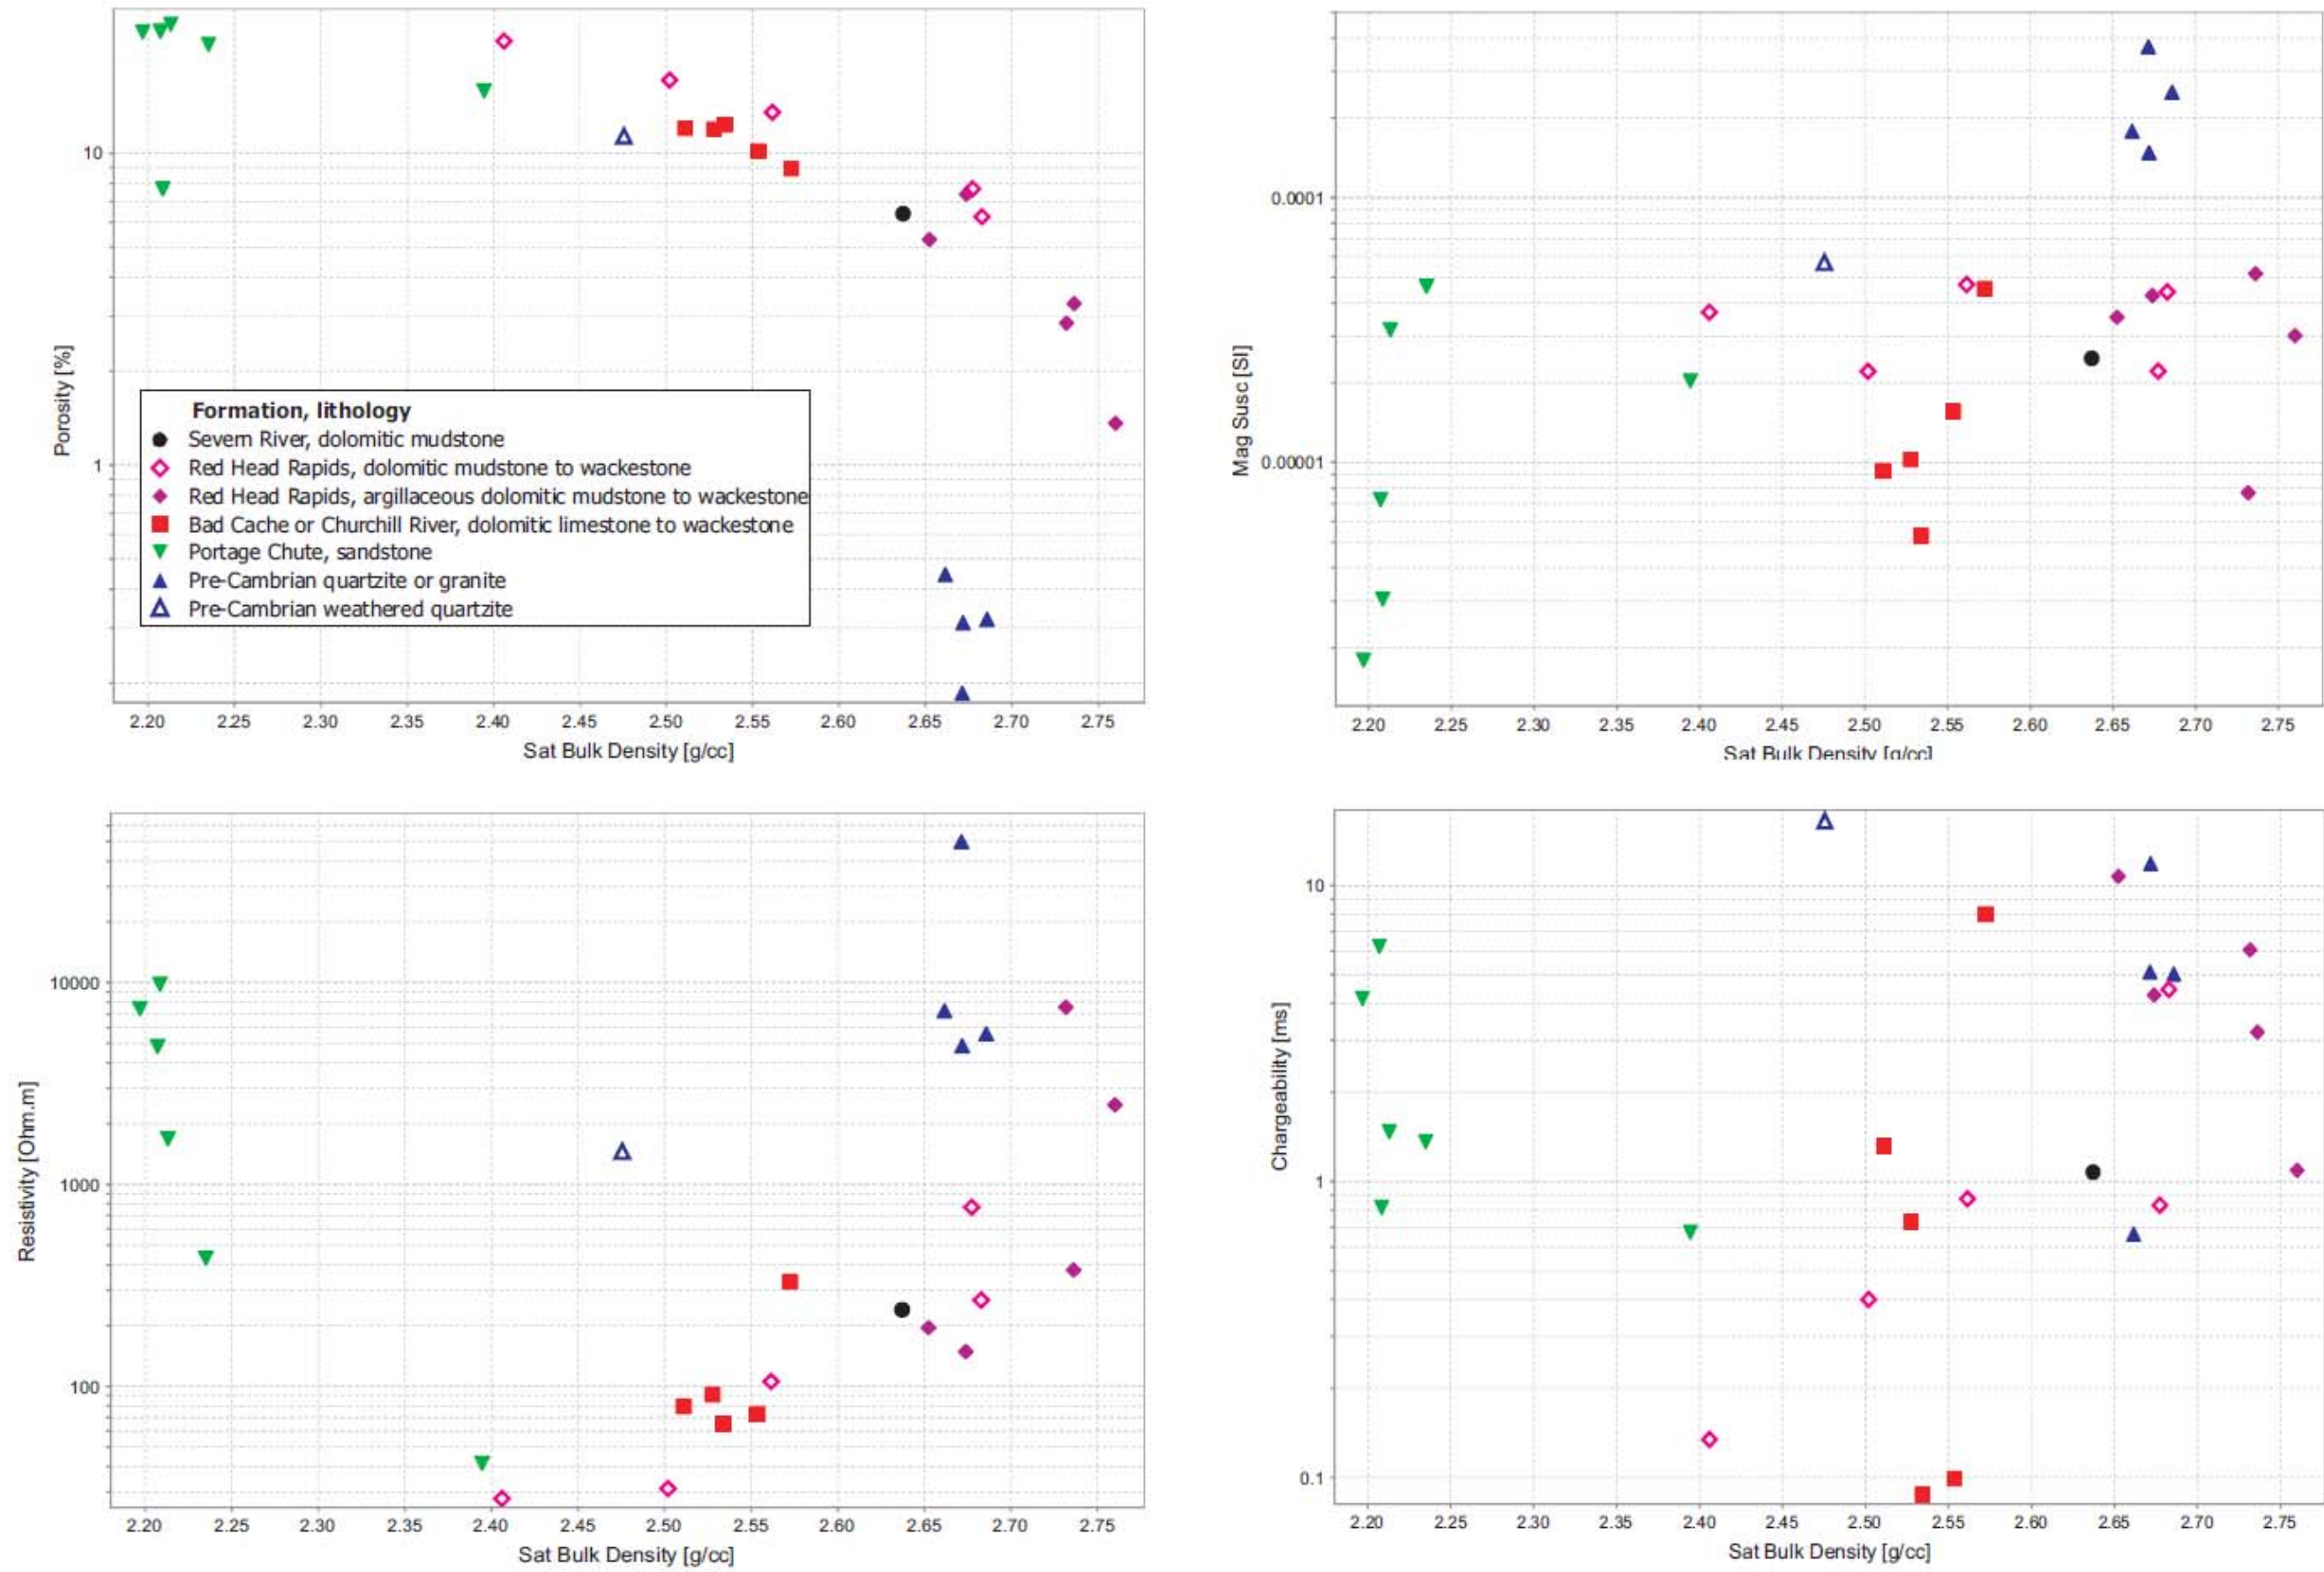 10
1
Porosity [%]
Formation, lithology
Severn River, dolomitic mudstone
Red Head Rapids, dolomitic mudstone to wackestone
Red Head Rapids, argillaceous dolomitic mudstone to wackestone
Bad Cache or Churchill River, dolomitic limestone to wackestone
Portage Chute, sandstone
Pre-Cambrian quartzite or granite
Pre-Cambrian weathered quartzite
2.20 2.25 2.30 2.35 2.40 2.45 2.50 2.55 2.60 2.65 2.70 2.75
Sat Bulk Density [g/cc]
0.0001
0.00001
Mag Susc [SI]
2.20 2.25 2.30 2.35 2.40 2.45 2.50 2.55 2.60 2.65 2.70 2.75
Sat Bulk Density [g/cc]
10000
1000
100
Resistivity [Ohm.m]
2.20 2.25 2.30 2.35 2.40 2.45 2.50 2.55 2.60 2.65 2.70 2.75
Sat Bulk Density [g/cc]
10
1
0.1
Chargeability [ms]
2.20 2.25 2.30 2.35 2.40 2.45 2.50 2.55 2.60 2.65 2.70 2.75
Sat Bulk Density [g/cc]